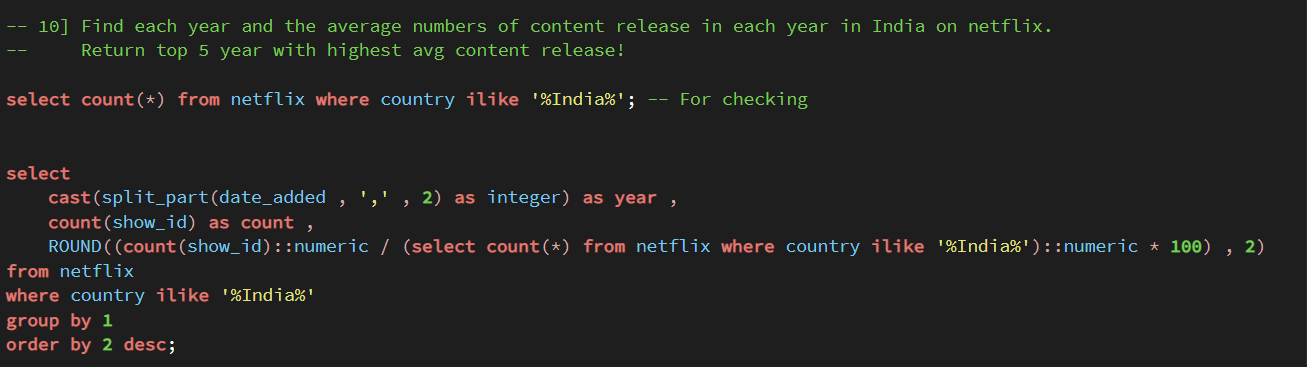 -- 10] Find each year and the average numbers of content release in each year in India on netflix.
--     Return top 5 year with highest avg content release!
select count(*) from netflix where country ilike '%India%'; -- For checking
select
    cast(split_part(date_added , ',' , 2) as integer) as year ,
    count(show_id) as count ,
    ROUND((count(show_id)::numeric / (select count(*) from netflix where country ilike '%India%')::numeric * 100) , 2)
from netflix
where country ilike '%India%'
group by 1
order by 2 desc;